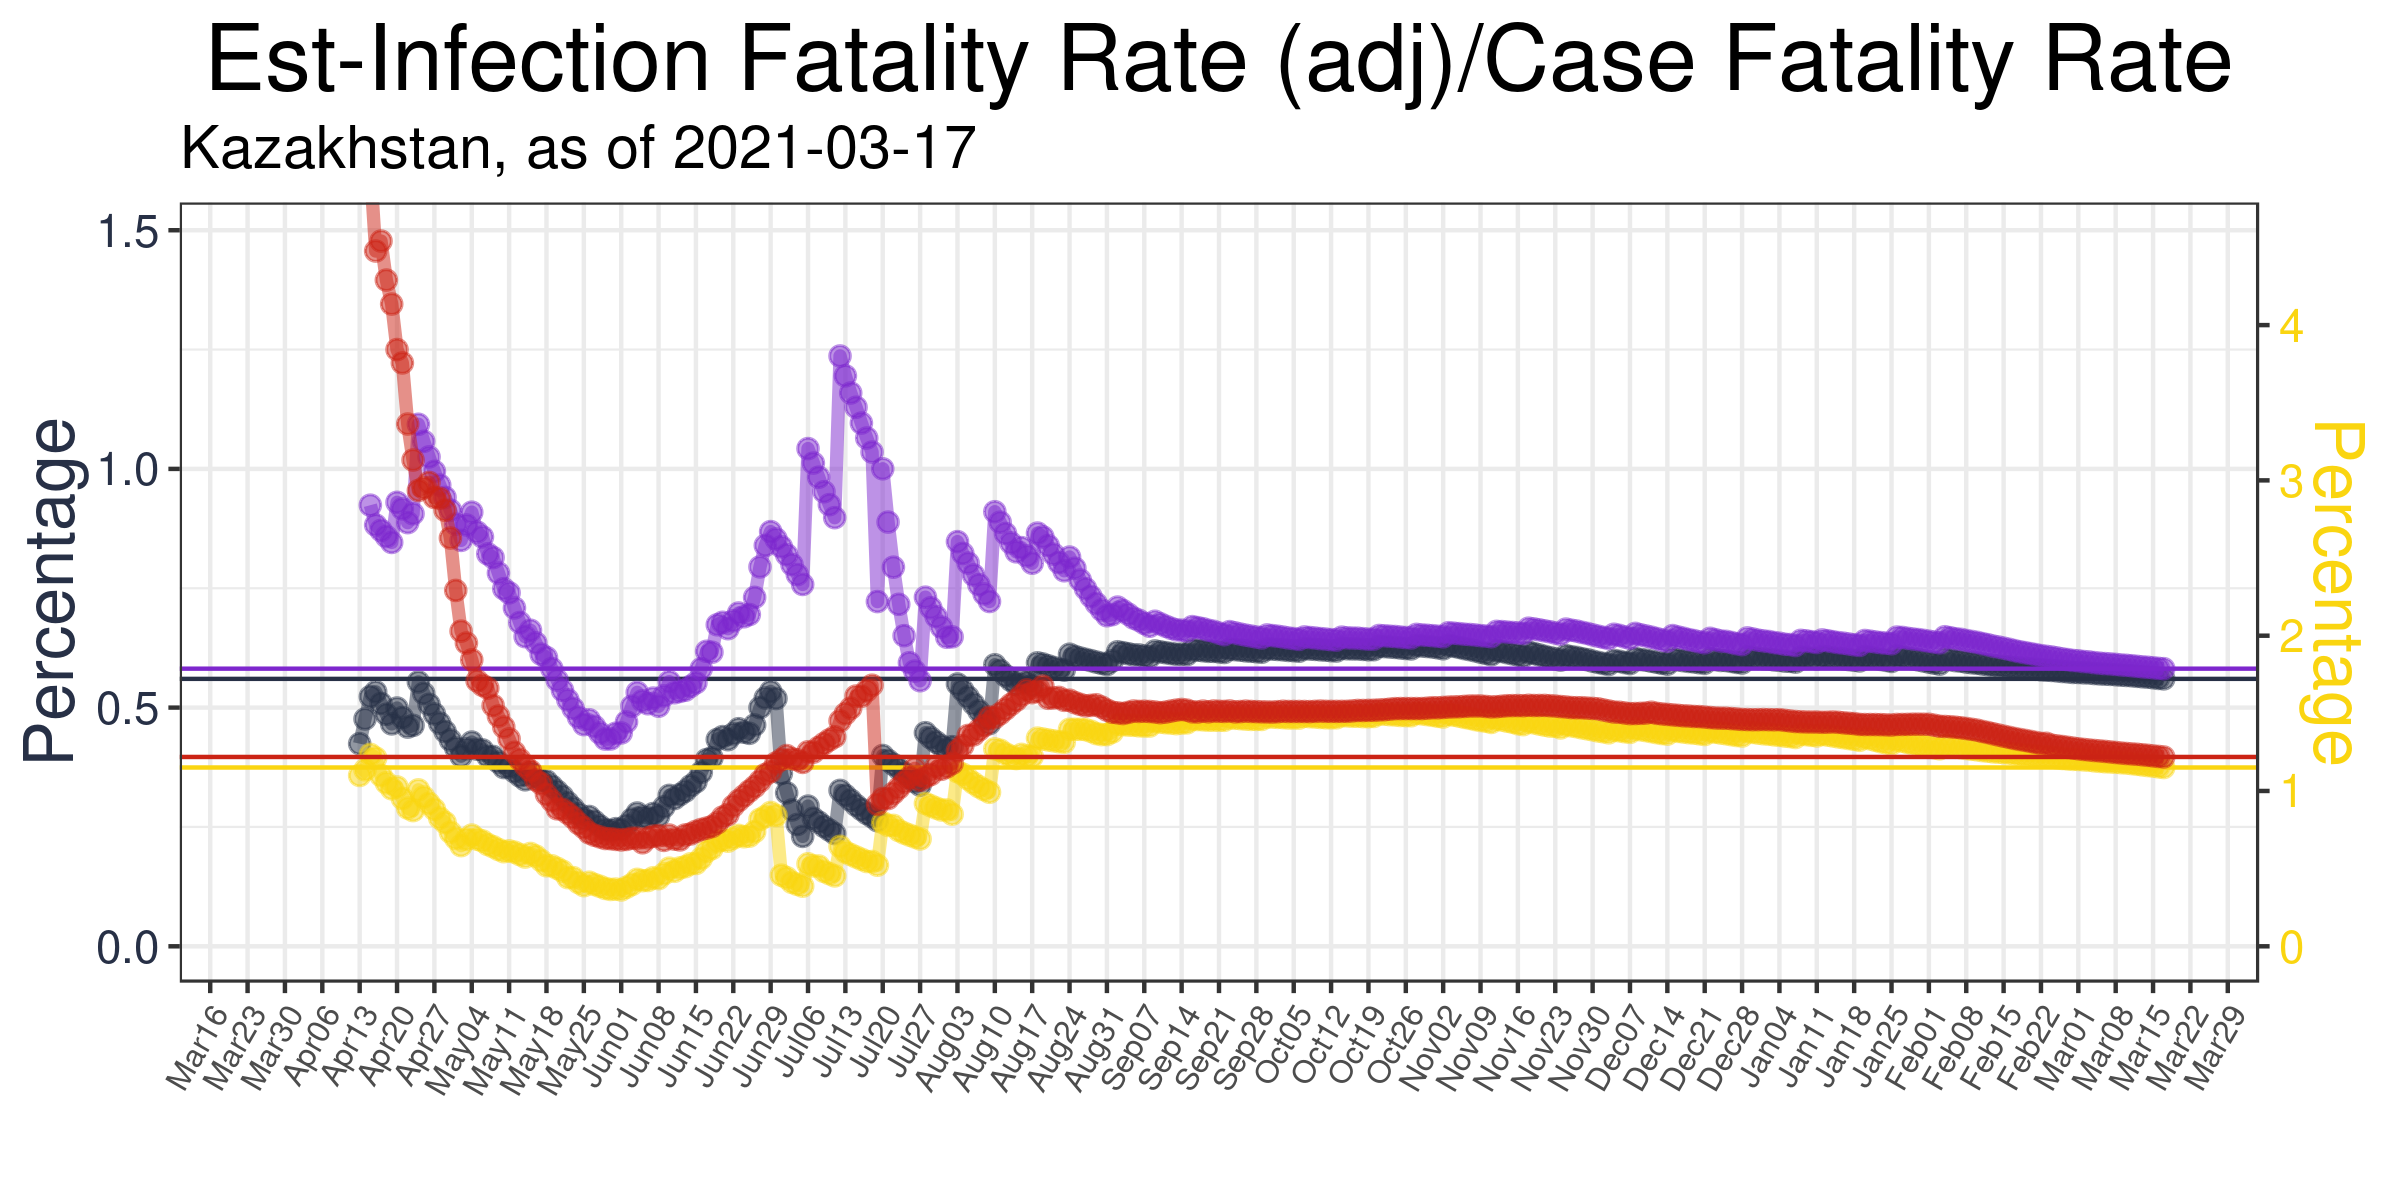 Est-Infection Fatality Rate (adj)/Case Fatality Rate
Kazakhstan, as of 2021-03-17
Percentage
1.5
1.0
0.5
0.0
4
3
2
1
0
Percentage
Mar16 Mar23 Mar30 Apr06 Apr13 Apr20 Apr27 May04 May11 May18 May25 Jun01 Jun08 Jun15 Jun22 Jun29 Jul06 Jul13 Jul20 Jul27 Aug03 Aug10 Aug17 Aug24 Aug31 Sep07 Sep14 Sep21 Sep28 Oct05 Oct12 Oct19 Oct26 Nov02 Nov09 Nov16 Nov23 Nov30 Dec07 Dec14 Dec21 Dec28 Jan04 Jan11 Jan18 Jan25 Feb01 Feb08 Feb15 Feb22 Mar01 Mar08 Mar15 Mar22 Mar29